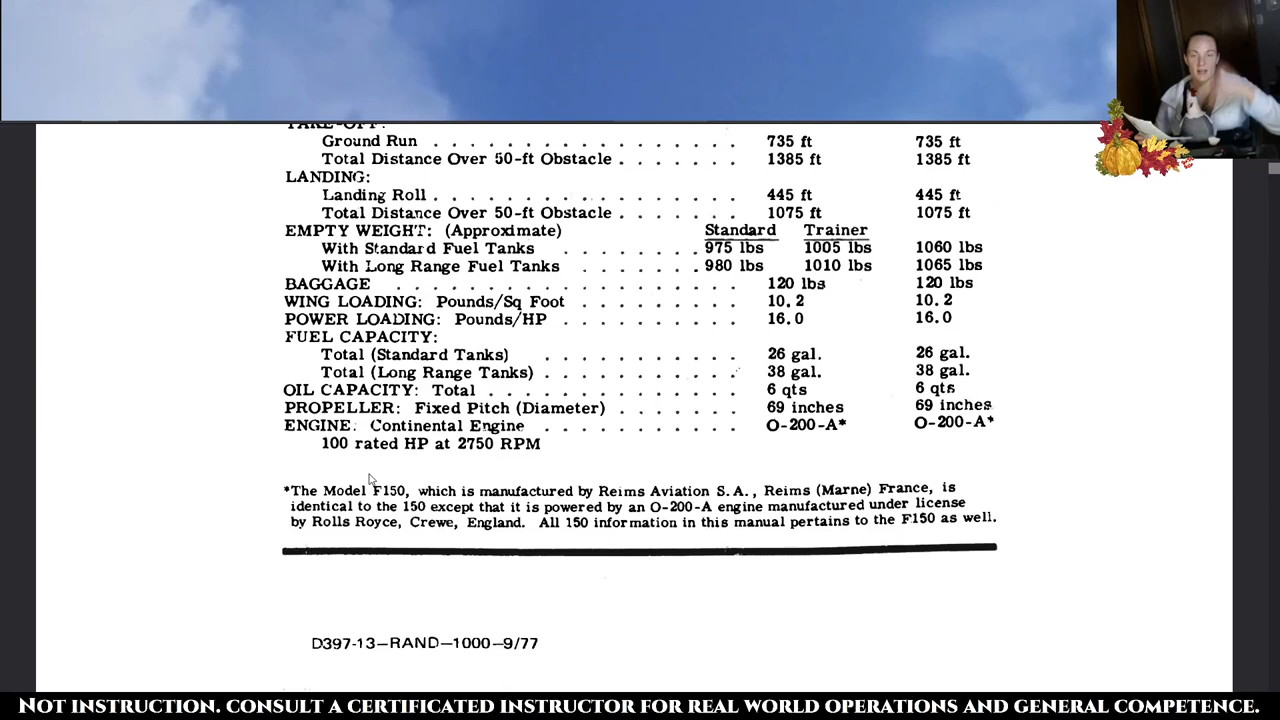 TAKE-OFF:
Ground Run . . . . . . . . . . . . . . . . . 735 ft 735 ft
Total Distance Over 50-ft Obstacle . . . . . . . 1385 ft 1385 ft
LANDING:
Landing Roll . . . . . . . . . . . . . . . . . 445 ft 445 ft
Total Distance Over 50-ft Obstacle . . . . . . . 1075 ft 1075 ft
EMPTY WEIGHT: (Approximate) Standard Trainer
With Standard Fuel Tanks . . . . . . . 975 lbs 1005 lbs 1060 lbs
With Long Range Fuel Tanks . . . . . . 980 lbs 1010 lbs 1065 lbs
BAGGAGE . . . . . . . . . . . . . . . . . . . 120 lbs 120 lbs
WING LOADING: Pounds/Sq Foot . . . . . . . . . 10.2 10.2
POWER LOADING: Pounds/HP . . . . . . . . . . 16.0 16.0
FUEL CAPACITY:
Total (Standard Tanks) . . . . . . . . . . . 26 gal. 26 gal.
Total (Long Range Tanks) . . . . . . . . . . . 38 gal. 38 gal.
OIL CAPACITY: Total . . . . . . . . . . . . . . 6 qts 6 qts
PROPELLER: Fixed Pitch (Diameter) . . . . . . . 69 inches 69 inches
ENGINE: Continental Engine . . . . . . . . . . . O-200-A* O-200-A*
100 rated HP at 2750 RPM
*The Model F150, which is manufactured by Reims Aviation S.A., Reims (Marne) France, is
identical to the 150 except that it is powered by an O-200-A engine manufactured under license
by Rolls Royce, Crewe, England. All 150 information in this manual pertains to the F150 as well.
D397-13-RAND-1000-9/77
NOT INSTRUCTION. CONSULT A CERTIFICATED INSTRUCTOR FOR REAL WORLD OPERATIONS AND GENERAL COMPETENCE.